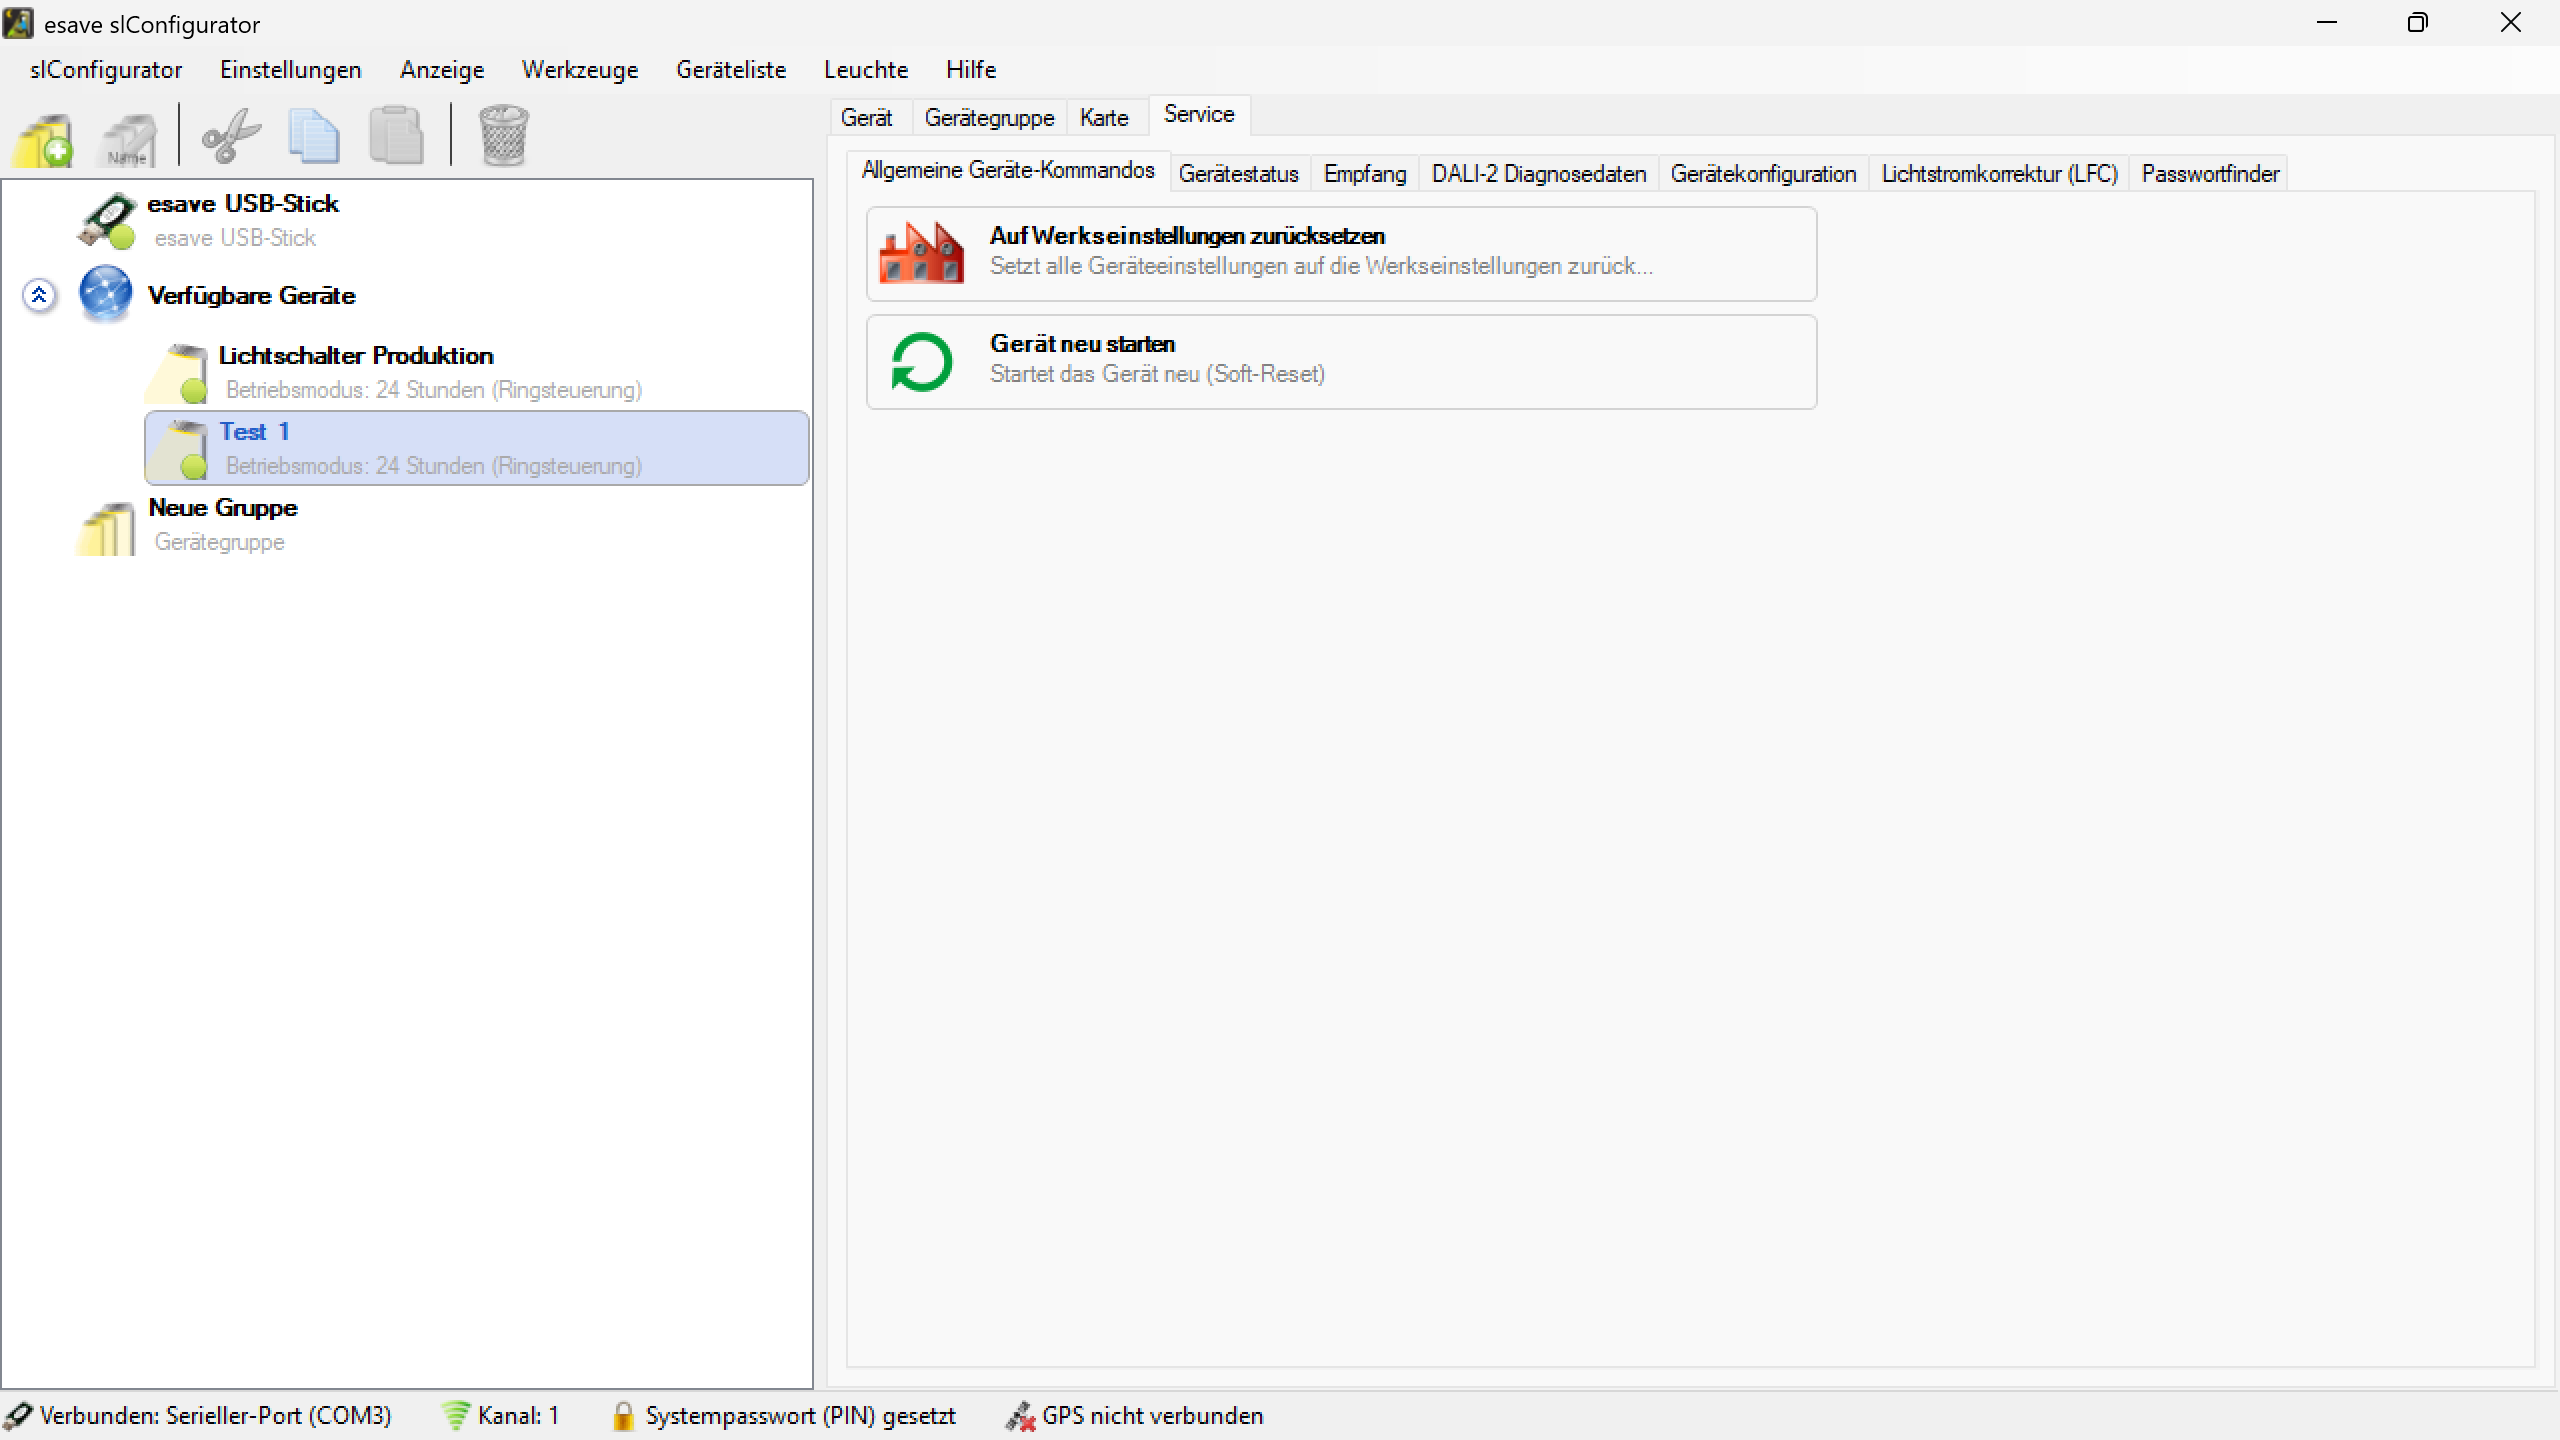 esave slConfigurator
slConfigurator Einstellungen Anzeige Werkzeuge Geräteliste Leuchte Hilfe
Name
Gerät Gerätegruppe Karte Service
Allgemeine Geräte-Kommandos Gerätestatus Empfang DALI-2 Diagnosedaten Gerätekonfiguration Lichtstromkorrektur (LFC) Passwortfinder
esave USB-Stick
esave USB-Stick
Verfügbare Geräte
Lichtschalter Produktion
Betriebsmodus: 24 Stunden (Ringsteuerung)
Test 1
Betriebsmodus: 24 Stunden (Ringsteuerung)
Neue Gruppe
Gerätegruppe
Auf Werkseinstellungen zurücksetzen
Setzt alle Geräteeinstellungen auf die Werkseinstellungen zurück...
Gerät neu starten
Startet das Gerät neu (Soft-Reset)
Verbunden: Serieller-Port (COM3) Kanal: 1 Systempasswort (PIN) gesetzt GPS nicht verbunden